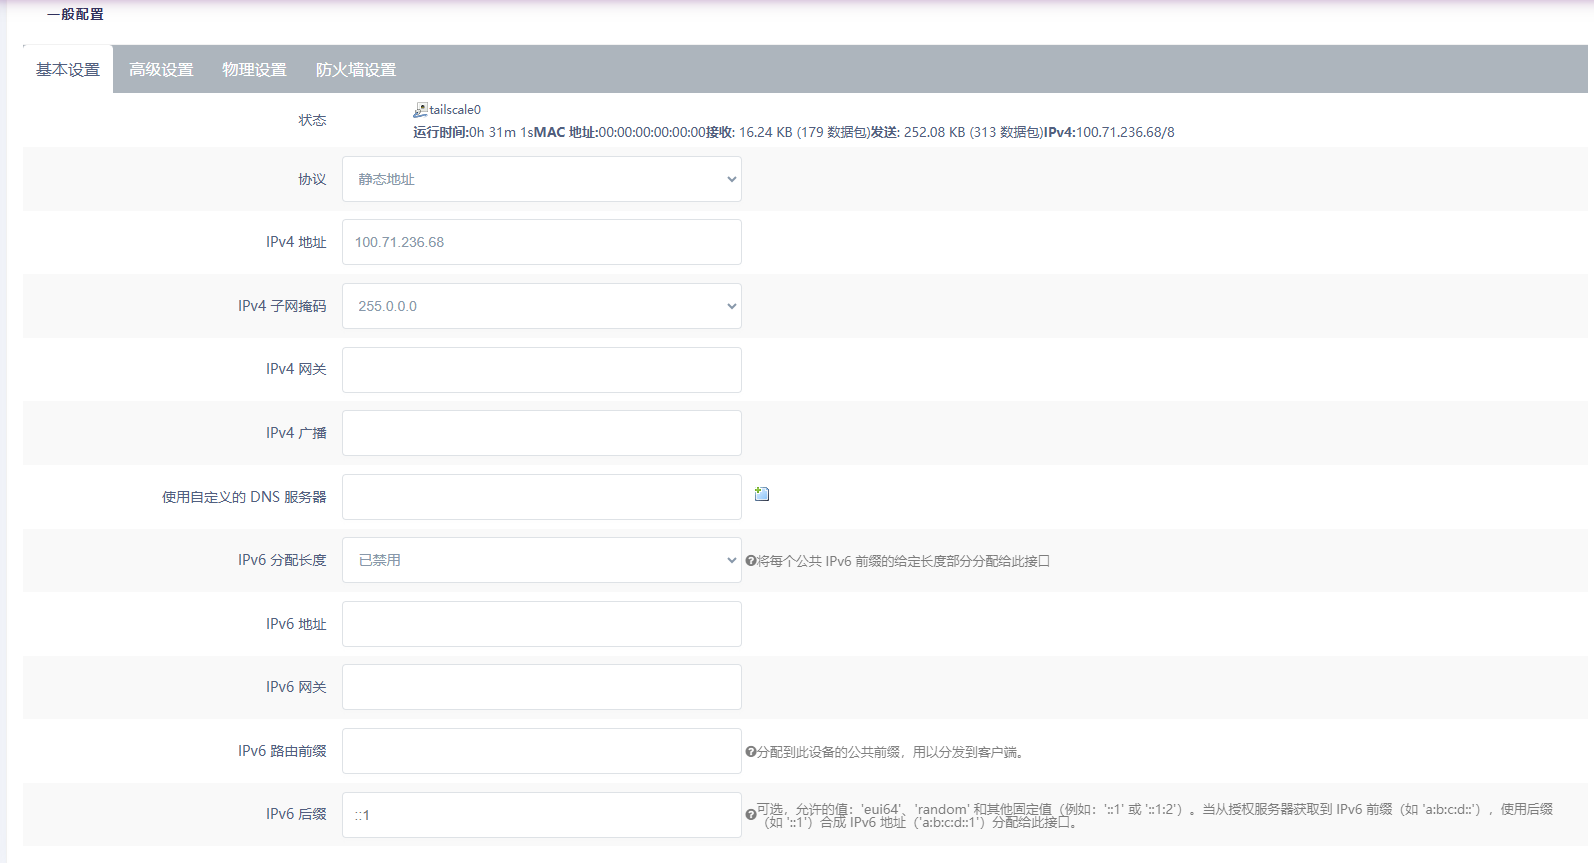 一般配置
基本设置 高级设置 物理设置 防火墙设置
状态
tailscale0
运行时间:0h 31m 1sMAC 地址:00:00:00:00:00:00接收: 16.24 KB (179 数据包)发送: 252.08 KB (313 数据包)IPv4:100.71.236.68/8
协议 静态地址
IPv4 地址 100.71.236.68
IPv4 子网掩码 255.0.0.0
IPv4 网关
IPv4 广播
使用自定义的 DNS 服务器
IPv6 分配长度 已禁用 将每个公共 IPv6 前缀的给定长度部分分配给此接口
IPv6 地址
IPv6 网关
IPv6 路由前缀 分配到此设备的公共前缀，用以分发到客户端。
IPv6 后缀 ::1 可选，允许的值：'eui64'、'random' 和其他固定值（例如：'::1' 或 '::1:2'）。当从授权服务器获取到 IPv6 前缀（如 'a:b:c:d::'），使用后缀
（如 '::1'）合成 IPv6 地址（'a:b:c:d::1'）分配给此接口。